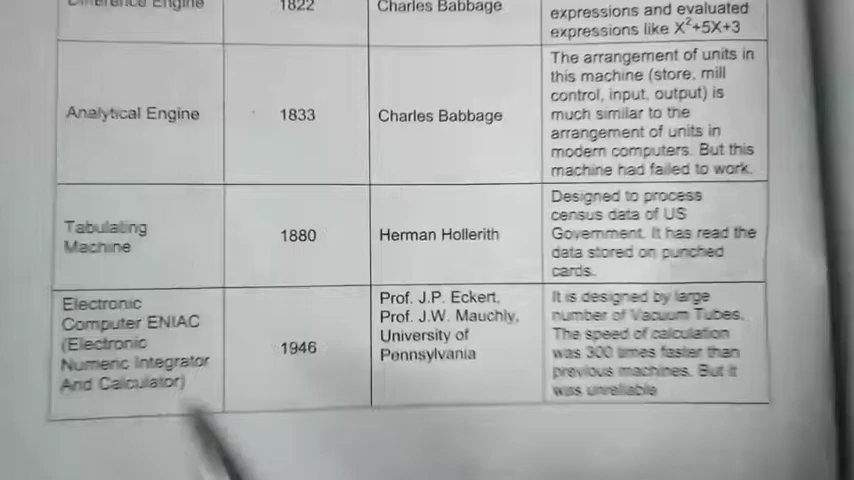 Difference Engine
1822
Charles Babbage
expressions and evaluated
expressions like X²+5X+3
Analytical Engine
1833
Charles Babbage
The arrangement of units in
this machine (store, mill
control, input, output) is
much similar to the
arrangement of units in
modern computers. But this
machine had failed to work.
Tabulating
Machine
1880
Herman Hollerith
Designed to process
census data of US
Government. It has read the
data stored on punched
cards.
Electronic
Computer ENIAC
(Electronic
Numeric Integrator
And Calculator)
1946
Prof. J.P. Eckert,
Prof. J.W. Mauchly,
University of
Pennsylvania
It is designed by large
number of Vacuum Tubes.
The speed of calculation
was 300 times faster than
previous machines. But it
was unreliable